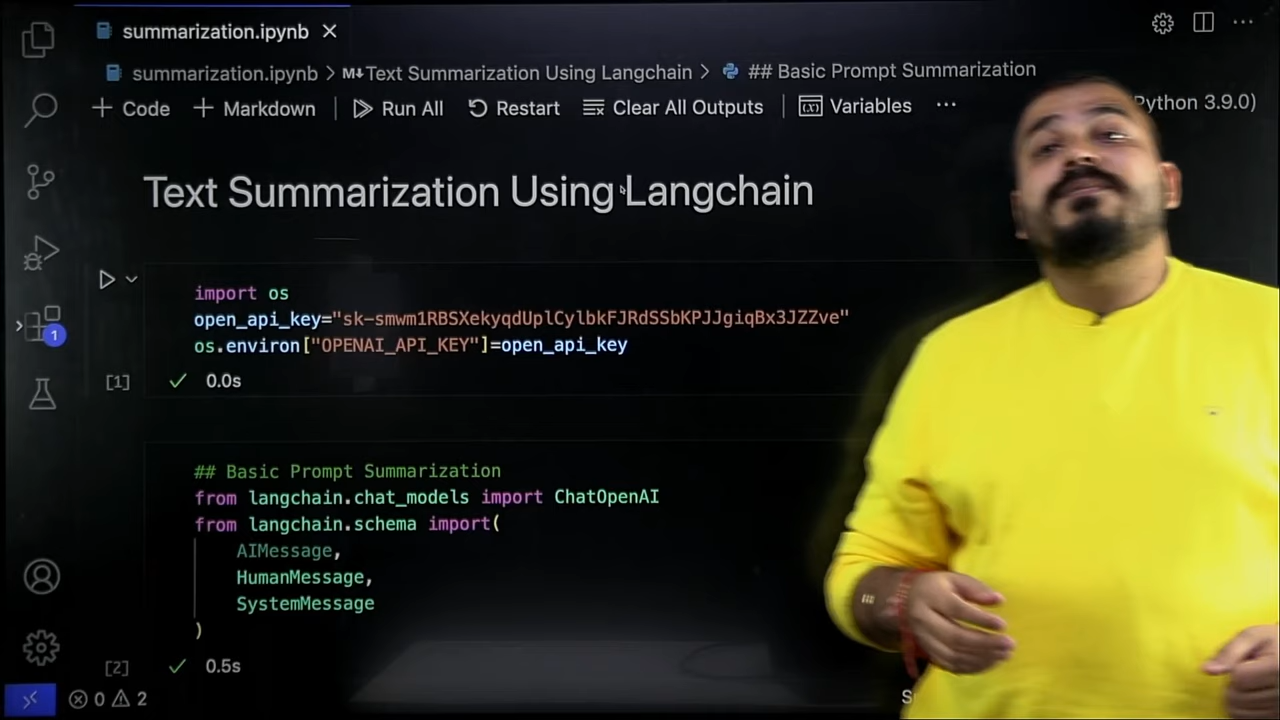 summarization.ipynb
summarization.ipynb > Text Summarization Using Langchain > ## Basic Prompt Summarization
+ Code + Markdown Run All Restart Clear All Outputs Variables ...
Python 3.9.0)
Text Summarization Using Langchain
import os
open_api_key="sk-smwm1RBSXekyqdUplCylbkFJRdSSbKPJJgiqBx3JZZve"
os.environ["OPENAI_API_KEY"]=open_api_key
[1] 0.0s
## Basic Prompt Summarization
from langchain.chat_models import ChatOpenAI
from langchain.schema import(
AIMessage,
HumanMessage,
SystemMessage
)
[2] 0.5s
1
0 2